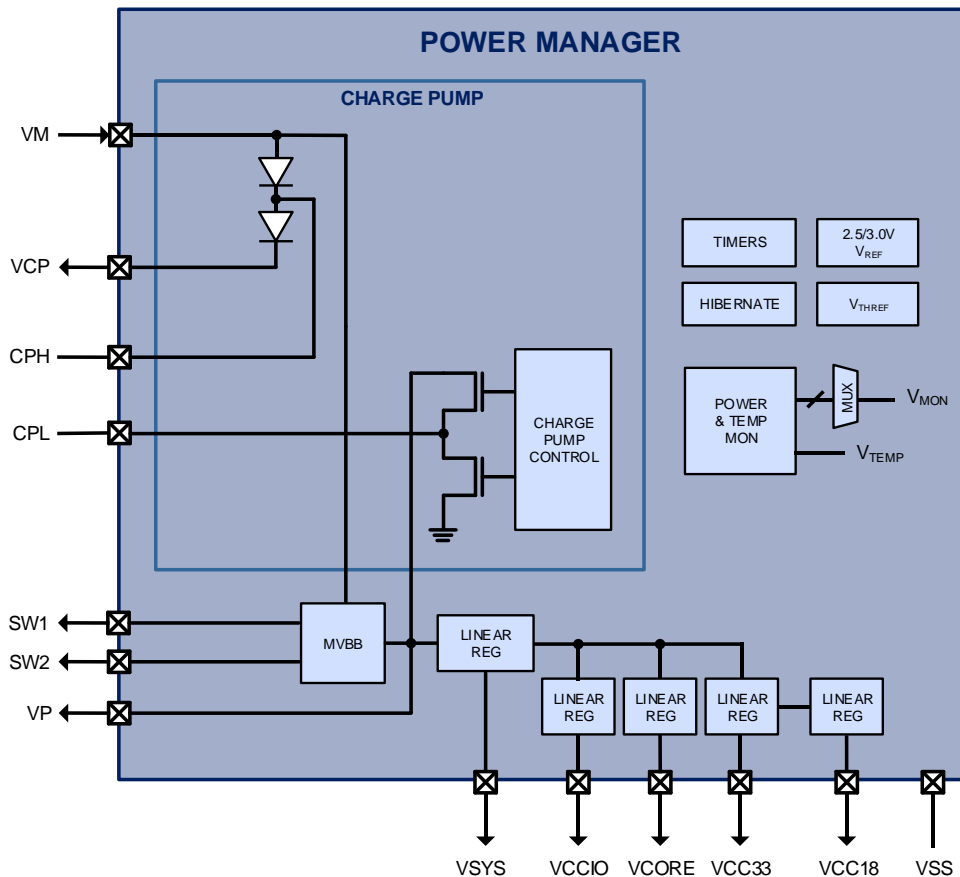 POWER MANAGER
CHARGE PUMP
VM
VCP
CPH
CPL
TIMERS
2.5/3.0V
VREF
HIBERNATE
VTHREF
CHARGE
PUMP
CONTROL
POWER
& TEMP
MON
MUX
VMON
VTEMP
SW1
SW2
VP
MVBB
LINEAR
REG
LINEAR
REG
LINEAR
REG
LINEAR
REG
LINEAR
REG
VSYS
VCCIO
VCORE
VCC33
VCC18
VSS